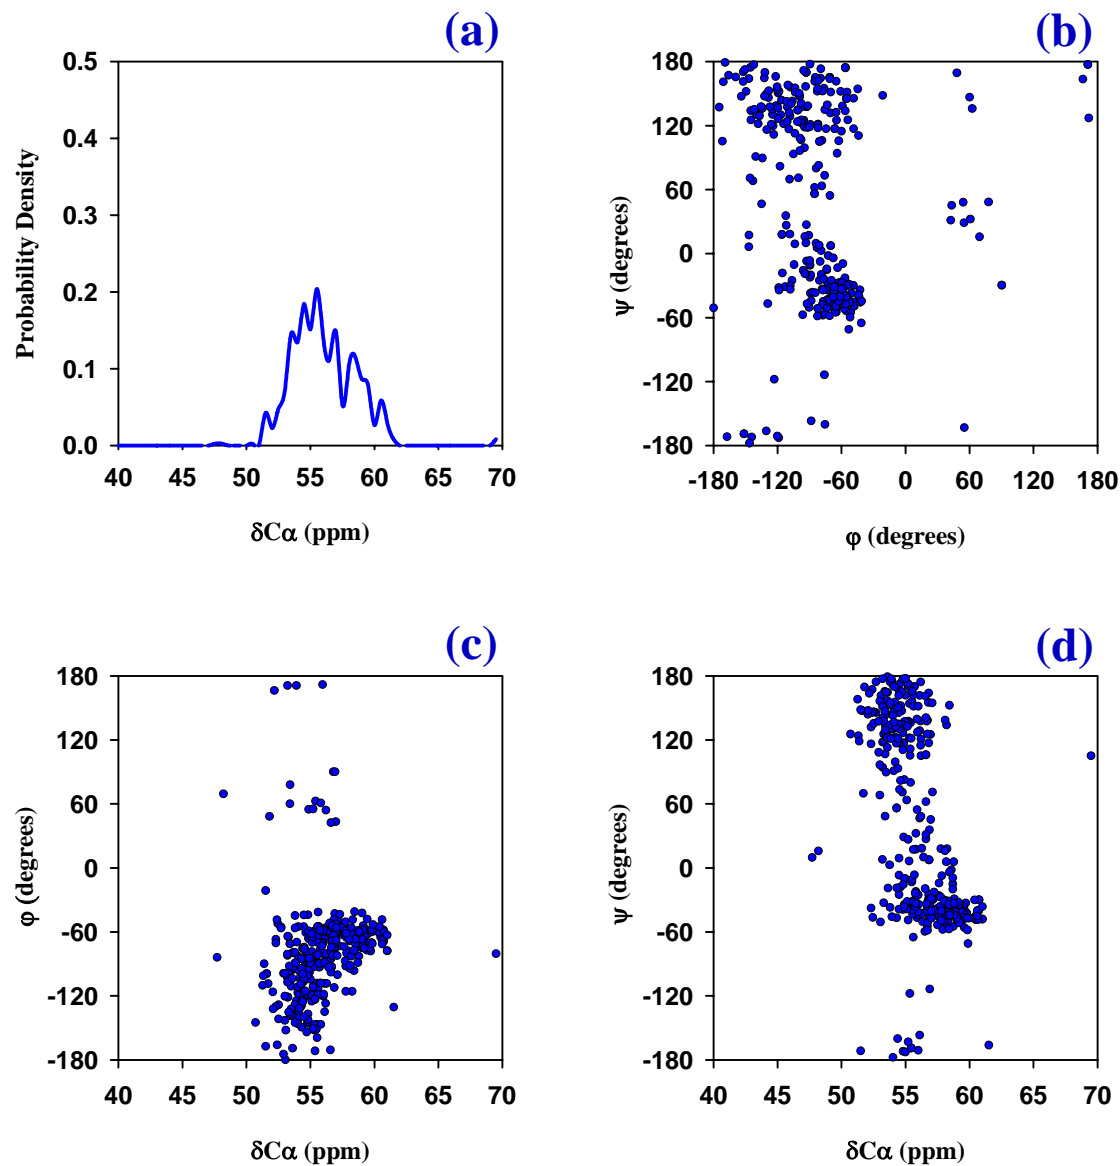 (a)
0.5
0.4
0.3
0.2
0.1
0.0
Probability Density
40 45 50 55 60 65 70
δCα (ppm)
(b)
180
120
60
0
-60
-120
-180
ψ (degrees)
-180 -120 -60 0 60 120 180
φ (degrees)
(c)
180
120
60
0
-60
-120
-180
φ (degrees)
40 45 50 55 60 65 70
δCα (ppm)
(d)
180
120
60
0
-60
-120
-180
ψ (degrees)
40 50 60 70
δCα (ppm)